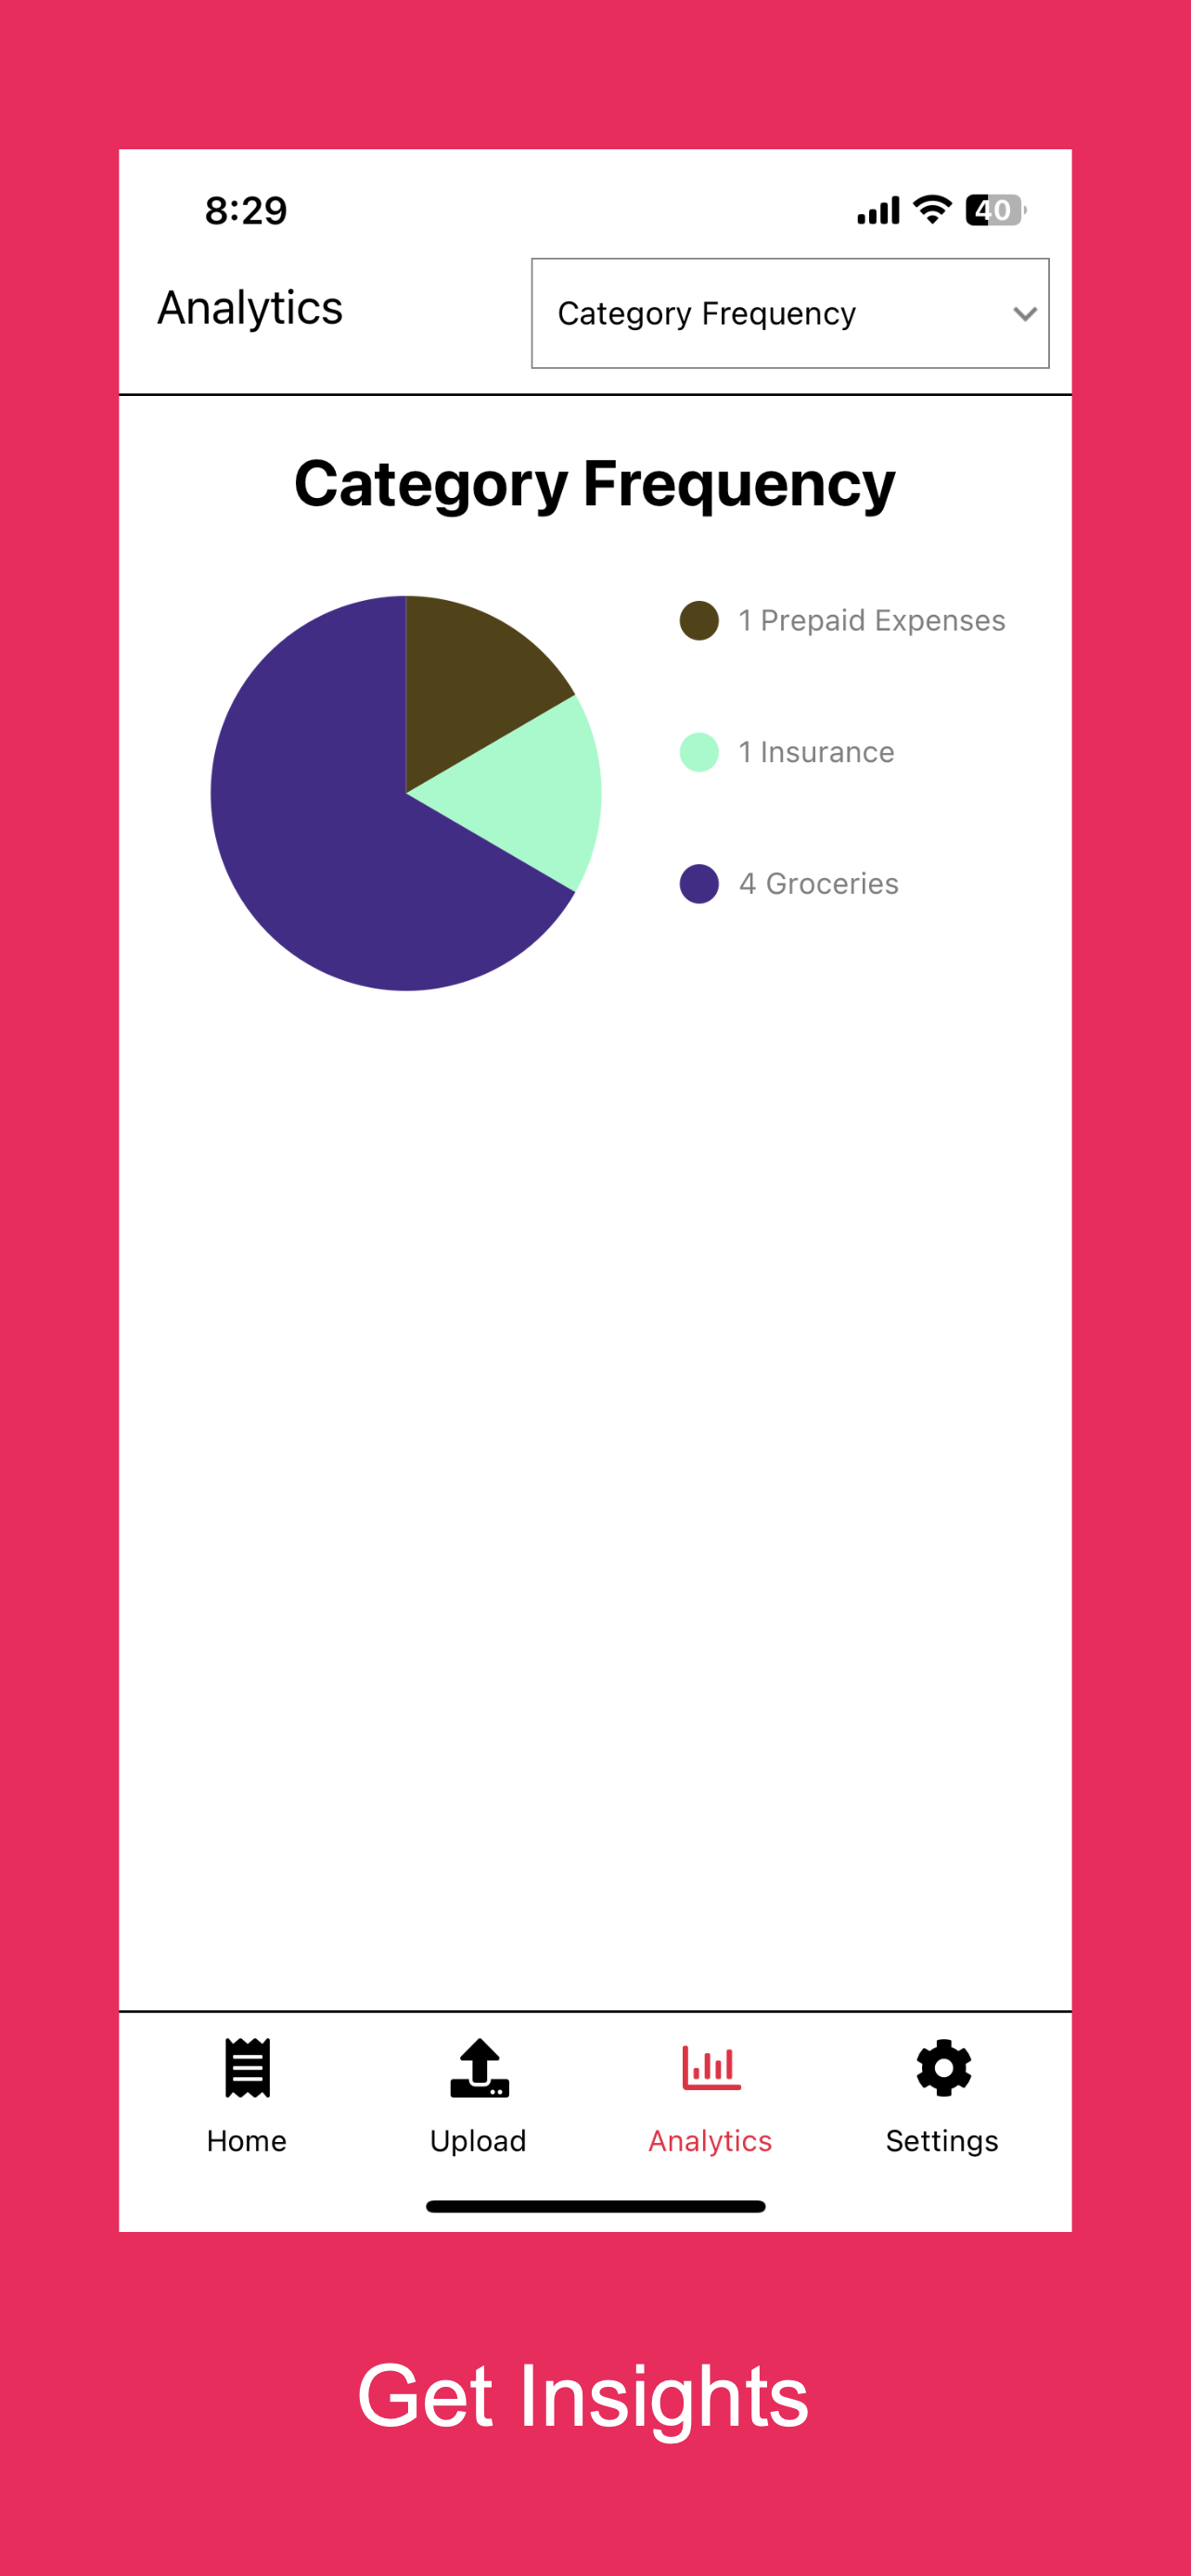 8:29
40
Analytics
Category Frequency
Category Frequency
1 Prepaid Expenses
1 Insurance
4 Groceries
Home
Upload
Analytics
Settings
Get Insights